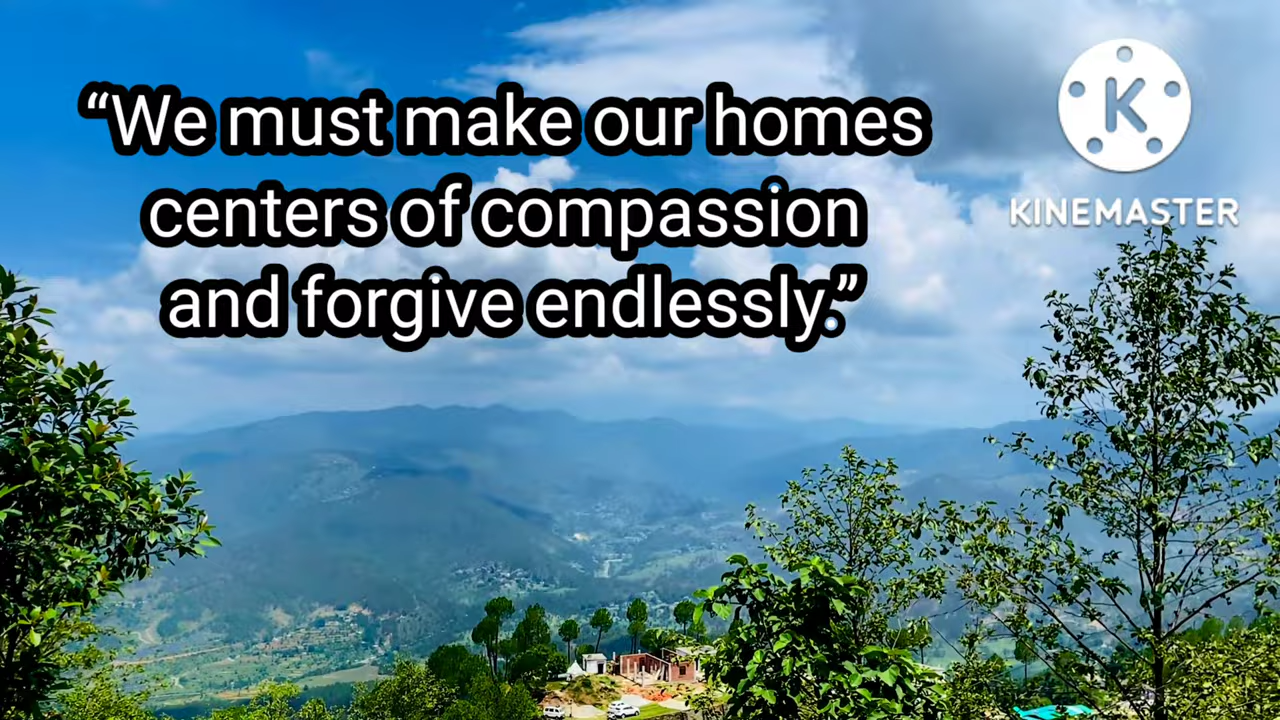 “We must make our homes
centers of compassion
and forgive endlessly.”
K
KINEMASTER